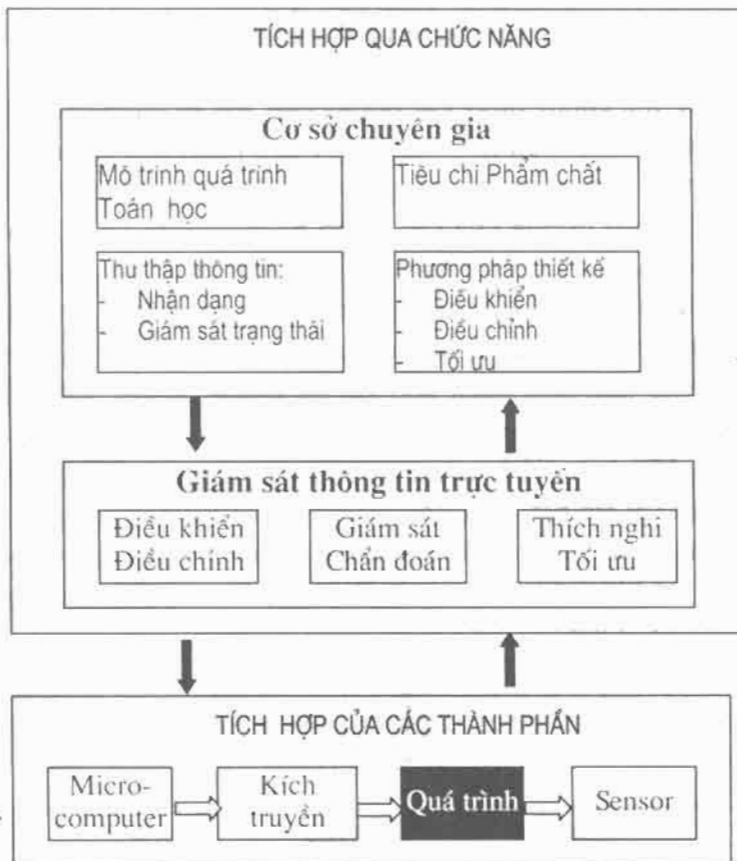 TÍCH HỢP QUA CHỨC NĂNG
Cơ sở chuyên gia
Mô trình quá trình
Toán học
Tiêu chí Phẩm chất
Thu thập thông tin:
- Nhận dạng
- Giám sát trạng thái
Phương pháp thiết kế
- Điều khiển
- Điều chỉnh
- Tối ưu
Giám sát thông tin trực tuyến
Điều khiển
Điều chỉnh
Giám sát
Chẩn đoán
Thích nghi
Tối ưu
TÍCH HỢP CỦA CÁC THÀNH PHẦN
Micro-
computer
Kích
truyền
Quá trình
Sensor